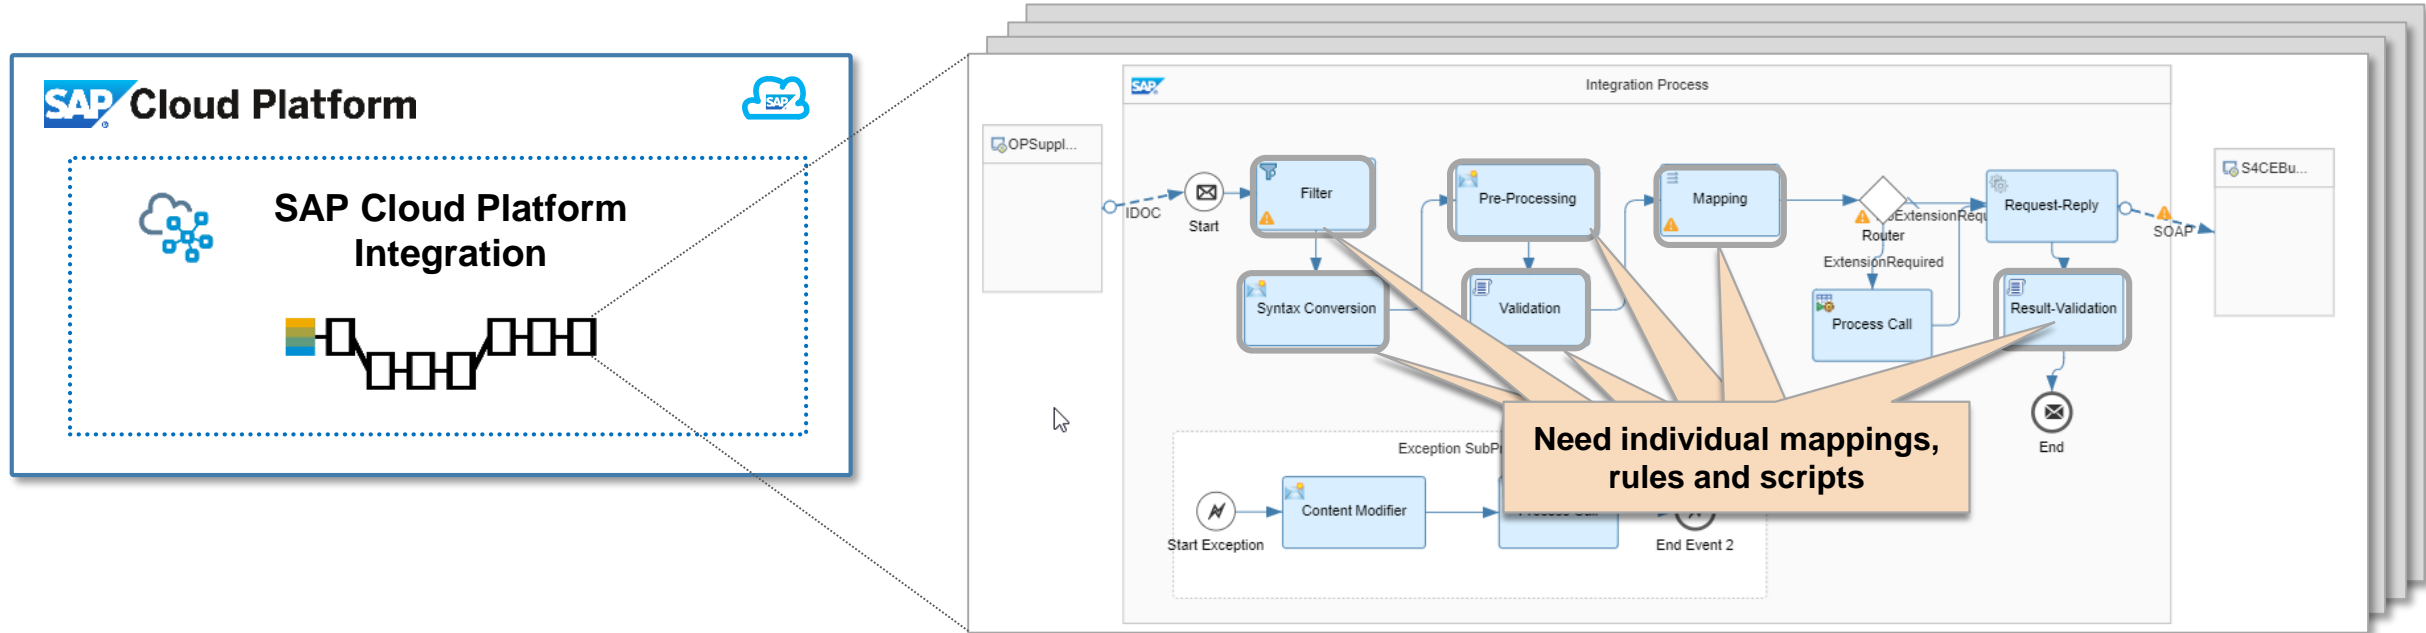 SAP Cloud Platform
SAP
SAP Cloud Platform
Integration
SAP
Integration Process
OPSuppl...
IDOC
Start
Filter
Pre-Processing
Mapping
Router
ExtensionRequired
Request-Reply
SOAP
S4CEBu...
Syntax Conversion
Validation
Process Call
Result-Validation
End
Need individual mappings,
rules and scripts
Exception
Start Exception
Content Modifier
End Event 2